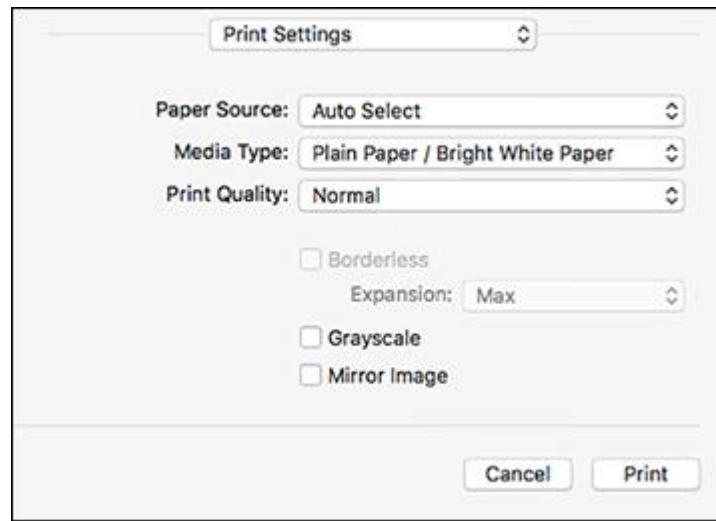 Print Settings
Paper Source: Auto Select
Media Type: Plain Paper / Bright White Paper
Print Quality: Normal
Borderless
Expansion: Max
Grayscale
Mirror Image
Cancel Print